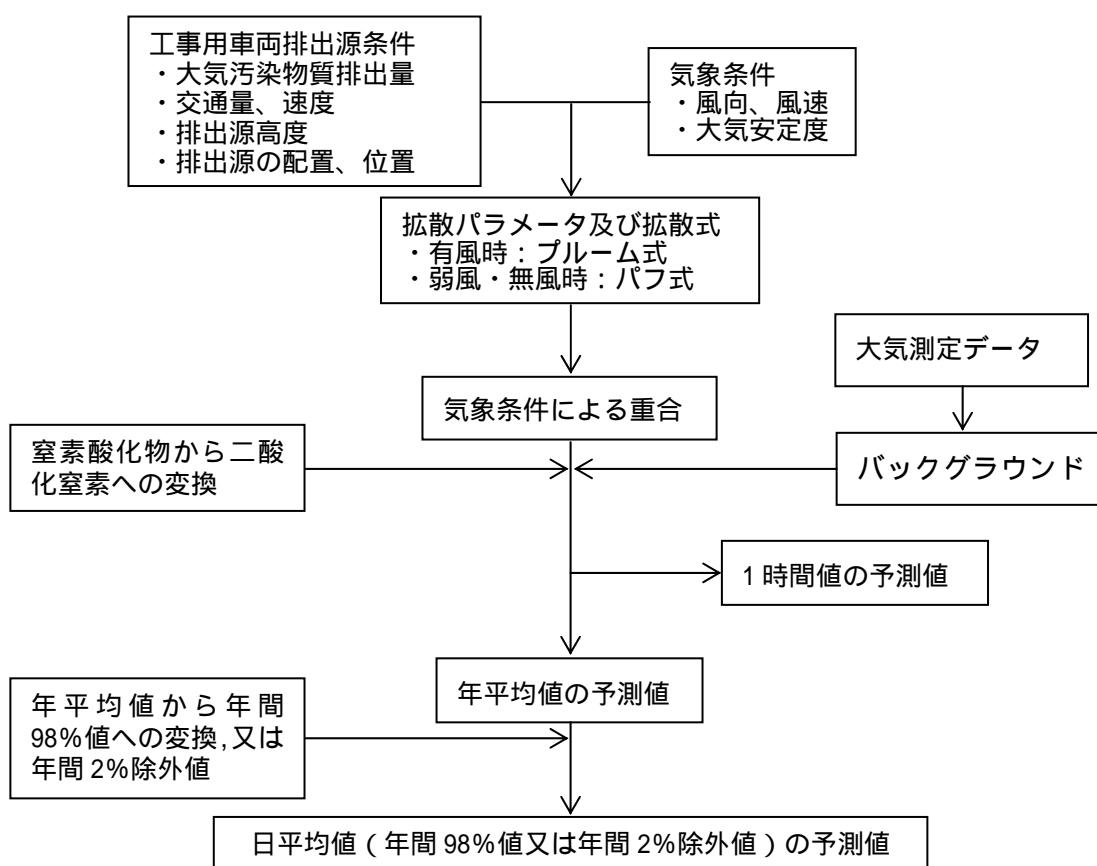 工事用車両排出源条件
・大気汚染物質排出量
・交通量、速度
・排出源高度
・排出源の配置、位置
気象条件
・風向、風速
・大気安定度
拡散パラメータ及び拡散式
・有風時：プルーム式
・弱風・無風時：パフ式
大気測定データ
気象条件による重合
窒素酸化物から二酸
化窒素への変換
バックグラウンド
1 時間値の予測値
年平均値の予測値
年平均値から年間
98%値への変換,又は
年間 2%除外値
日平均値（年間 98%値又は年間 2%除外値）の予測値